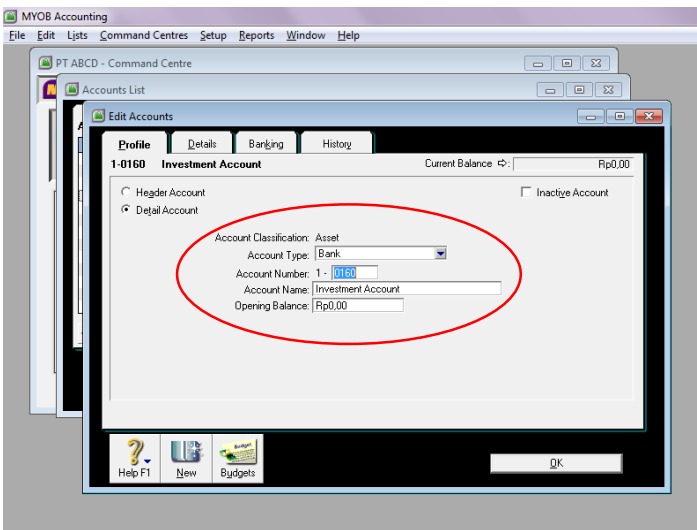 MYOB Accounting
File Edit Lists Command Centres Setup Reports Window Help
PT ABCD - Command Centre
Accounts List
Edit Accounts
Profile Details Banking History
1-0160 Investment Account Current Balance ⇨: Rp0,00
Header Account Inactive Account
Detail Account
Account Classification: Asset
Account Type: Bank
Account Number: 1 - 0160
Account Name: Investment Account
Opening Balance: Rp0,00
Budget
Help F1 New Budgets
OK